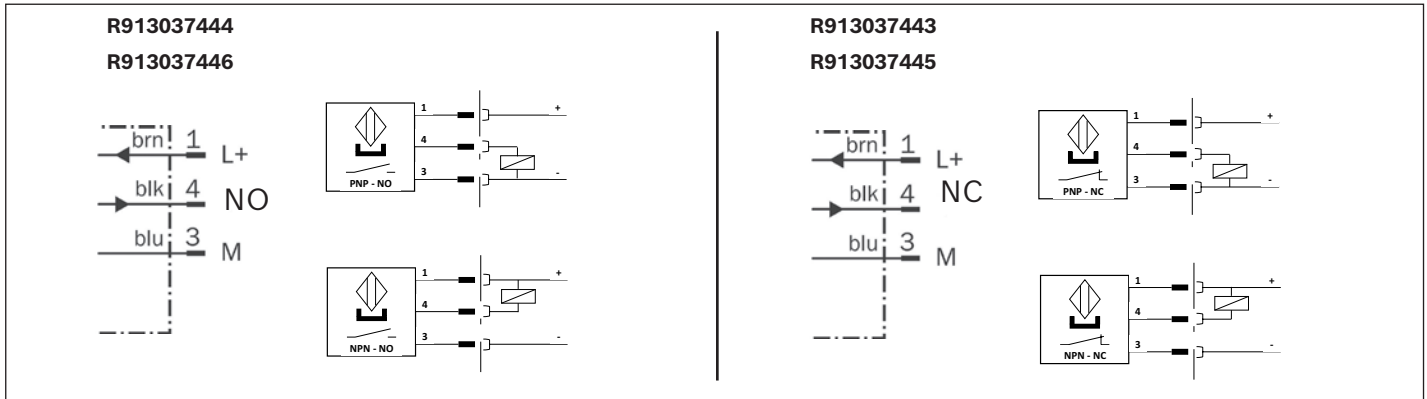 R913037444
R913037446
brn 1 L+
blk 4 NO
blu 3 M
1 +
4
3 -
PNP - NO
1 +
4
3 -
NPN - NO
R913037443
R913037445
brn 1 L+
blk 4 NC
blu 3 M
1 +
4
3 -
PNP - NC
1 +
4
3 -
NPN - NC